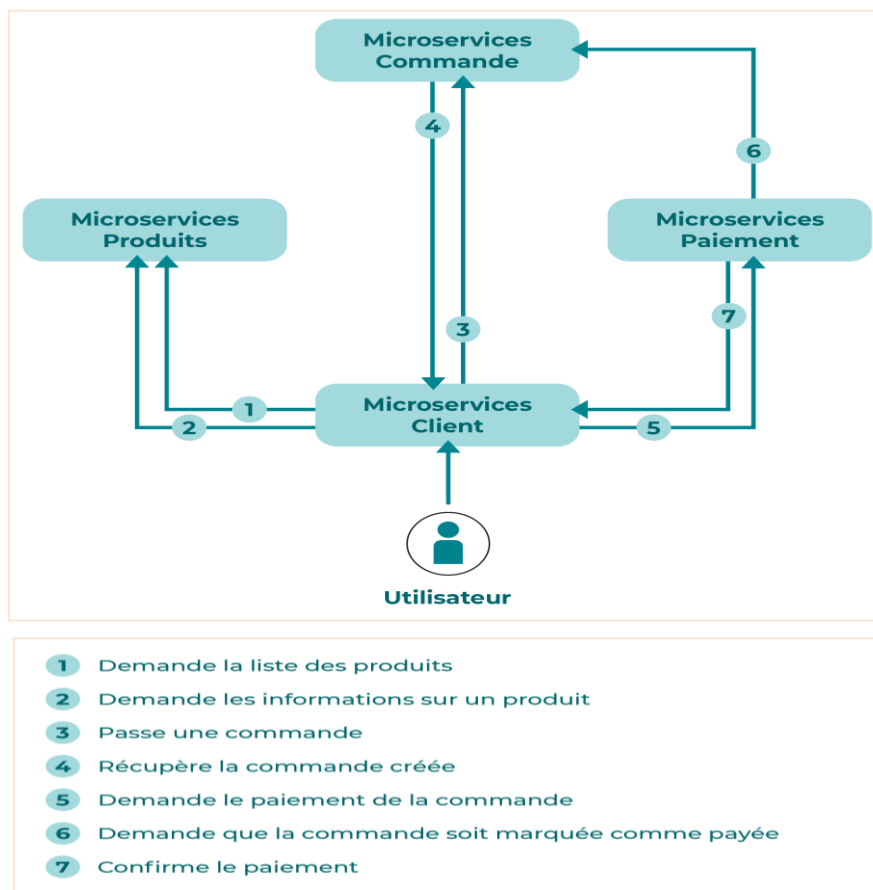 Microservices
Commande
4
6
Microservices
Produits
Microservices
Paiement
3
7
Microservices
Client
1
2
5
Utilisateur
1 Demande la liste des produits
2 Demande les informations sur un produit
3 Passe une commande
4 Récupère la commande créée
5 Demande le paiement de la commande
6 Demande que la commande soit marquée comme payée
7 Confirme le paiement